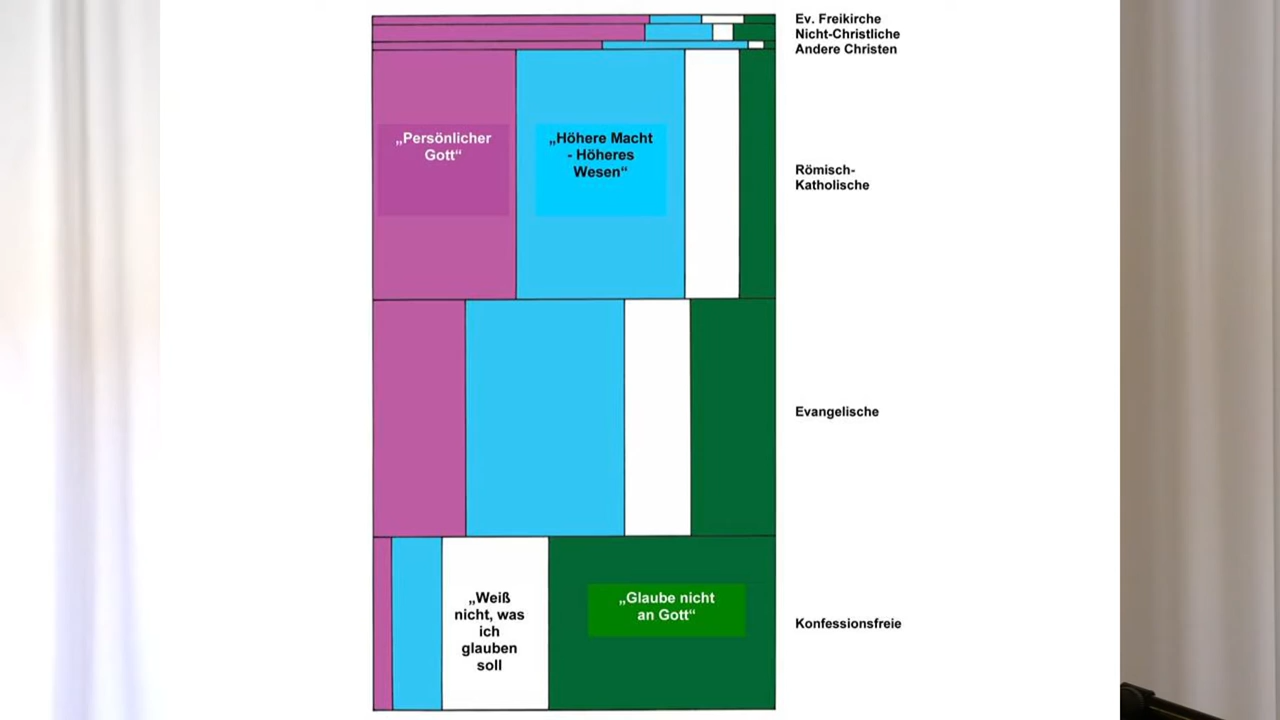 Ev. Freikirche
Nicht-Christliche
Andere Christen
„Persönlicher
Gott“
„Höhere Macht
- Höheres
Wesen“
Römisch-
Katholische
Evangelische
„Weiß
nicht, was
ich
glauben
soll
„Glaube nicht
an Gott“
Konfessionsfreie